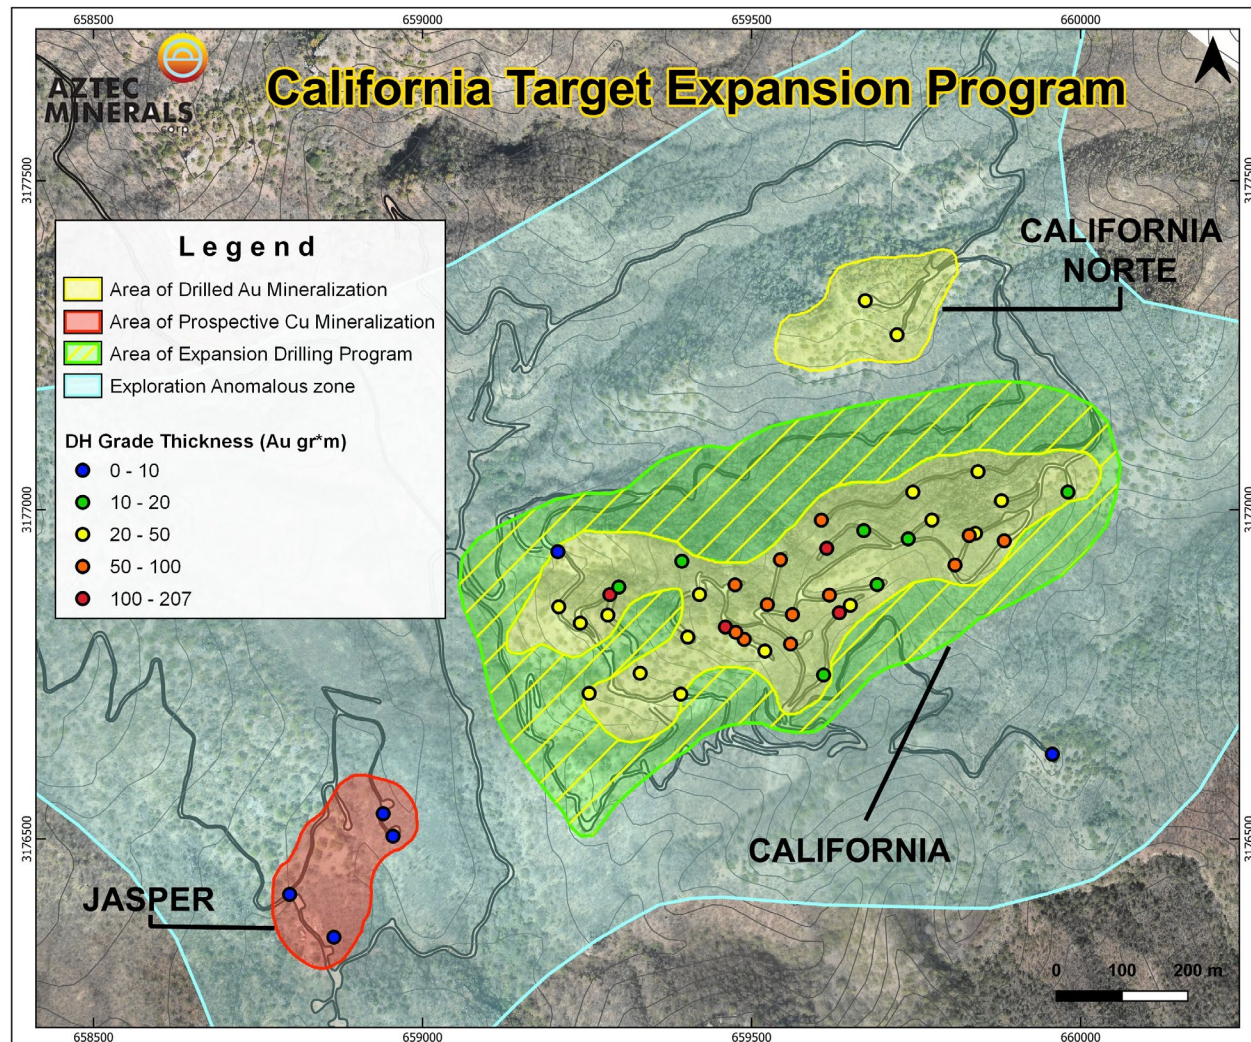 658500 659000 659500 660000
AZTEC
MINERALS
corp
California Target Expansion Program
3177500 3177500
CALIFORNIA
NORTE
Legend
Area of Drilled Au Mineralization
Area of Prospective Cu Mineralization
Area of Expansion Drilling Program
Exploration Anomalous zone
DH Grade Thickness (Au gr*m)
0 - 10
10 - 20
20 - 50
50 - 100
100 - 207
3177000 3177000
3176500 3176500
CALIFORNIA
JASPER
0 100 200 m
658500 659000 659500 660000